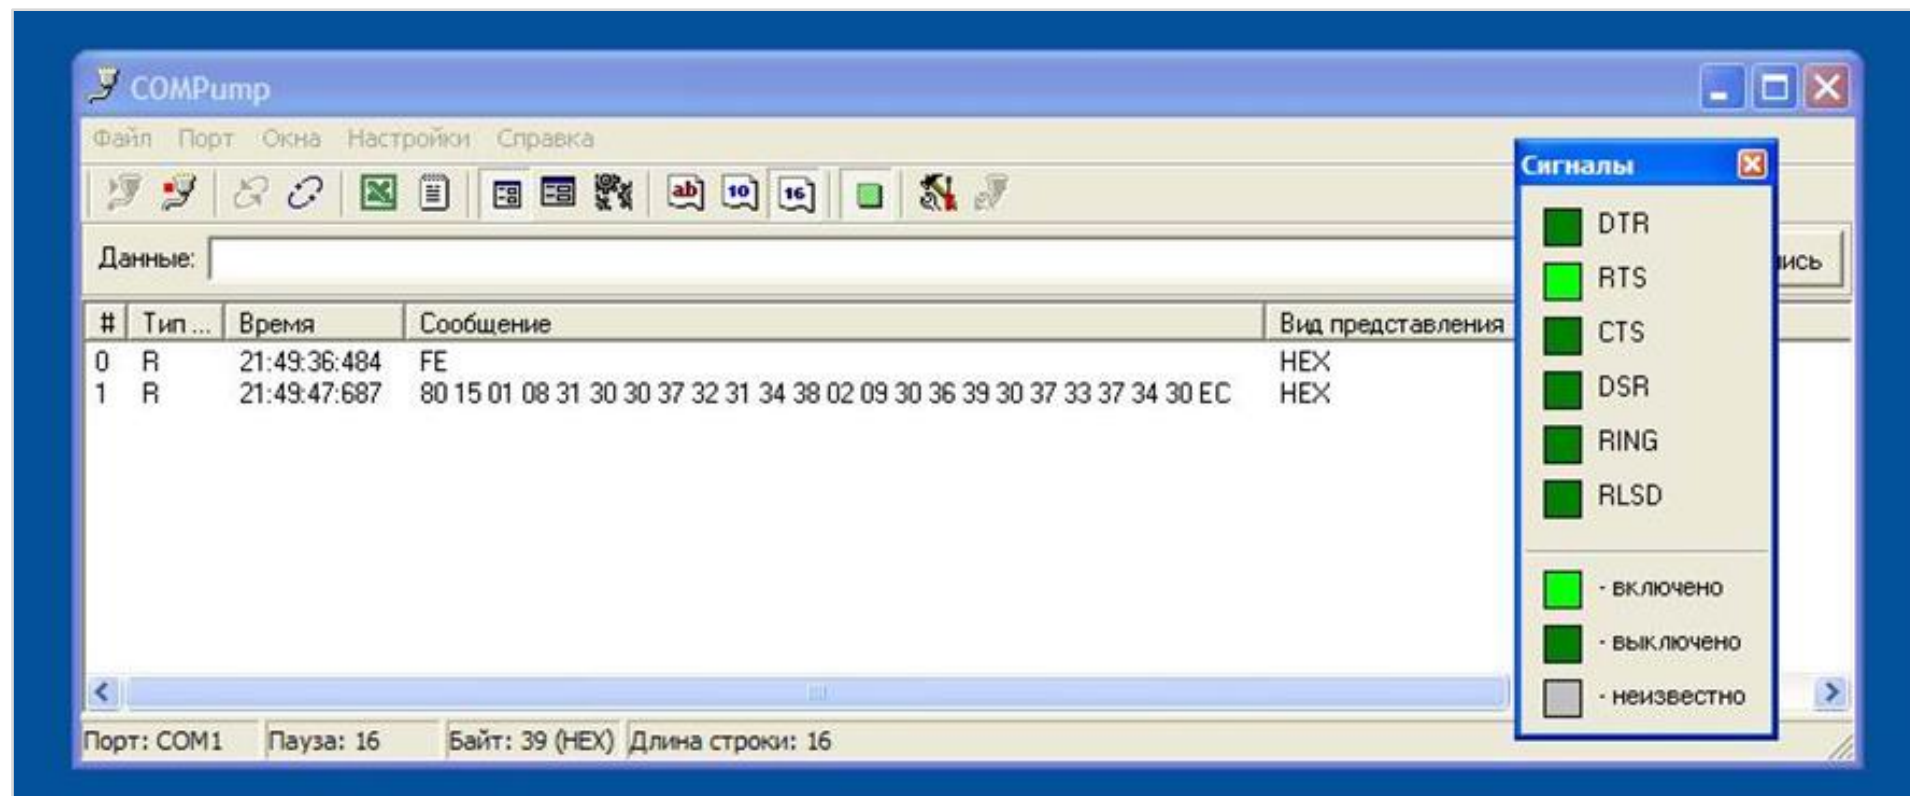 COMPump
Файл Порт Окна Настройки Справка
ab 10 16
Данные:
# Тип ... Время Сообщение Вид представления
0 R 21:49:36:484 FE HEX
1 R 21:49:47:687 80 15 01 08 31 30 30 37 32 31 34 38 02 09 30 36 39 30 37 33 37 34 30 EC HEX
Порт: COM1 Пауза: 16 Байт: 39 (HEX) Длина строки: 16
Сигналы
DTR
RTS
CTS
DSR
RING
RLSD
- включено
- выключено
- неизвестно